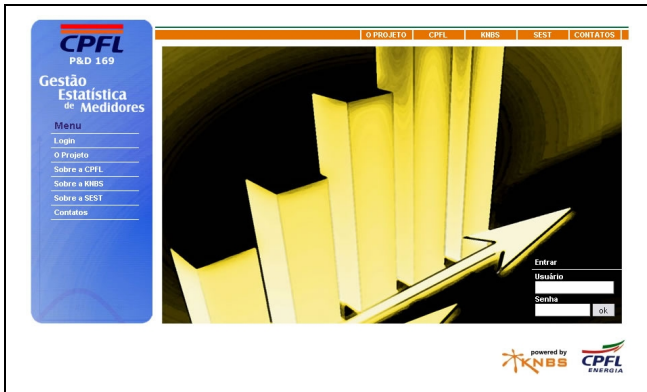 CPFL
P&D 169
Gestão
Estatística
de Medidores
Menu
Login
O Projeto
Sobre a CPFL
Sobre a KNBS
Sobre a SEST
Contatos
O PROJETO CPFL KNBS SEST CONTATOS
Entrar
Usuário
Senha
ok
powered by
KNBS
CPFL
ENERGIA